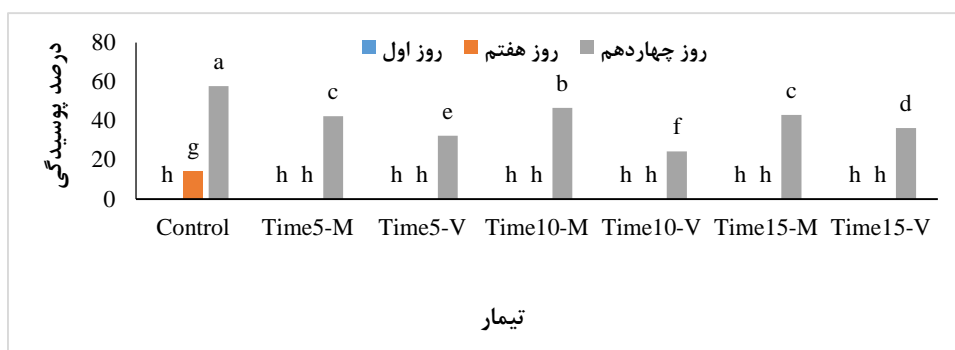 درصد پوسیدگی
80
60
40
20
0
روز اول روز هفتم روز چهاردهم
h g a
h h c
h h e
h h b
h h f
h h c
h h d
Control Time5-M Time5-V Time10-M Time10-V Time15-M Time15-V
تیمار